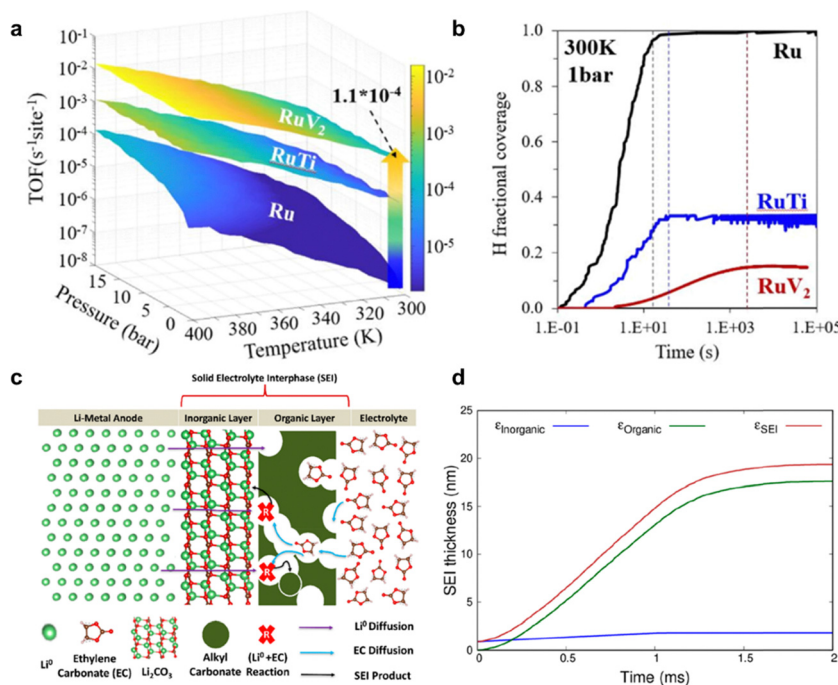 a
10^-1
10^-2
10^-3
10^-4
10^-5
10^-6
10^-7
10^-8
TOF(s^-1site^-1)
1.1*10^-4
RuV₂
RuTi
Ru
10^-2
10^-3
10^-4
10^-5
15
10
5
0
Pressure (bar)
400 380 360 340 320 300
Temperature (K)
b
300K
1bar
Ru
RuTi
RuV₂
1.0
0.8
0.6
0.4
0.2
0.0
H fractional coverage
1.E-01 1.E+01 1.E+03 1.E+05
Time (s)
c
Solid Electrolyte Interphase (SEI)
Li-Metal Anode Inorganic Layer Organic Layer Electrolyte
R
R
Li⁰
Ethylene
Carbonate (EC)
Li₂CO₃
Alkyl
Carbonate
R
(Li⁰+EC)
Reaction
Li⁰ Diffusion
EC Diffusion
SEI Product
d
25
20
15
10
5
0
SEI thickness (nm)
εInorganic εOrganic εSEI
0 0.5 1 1.5 2
Time (ms)